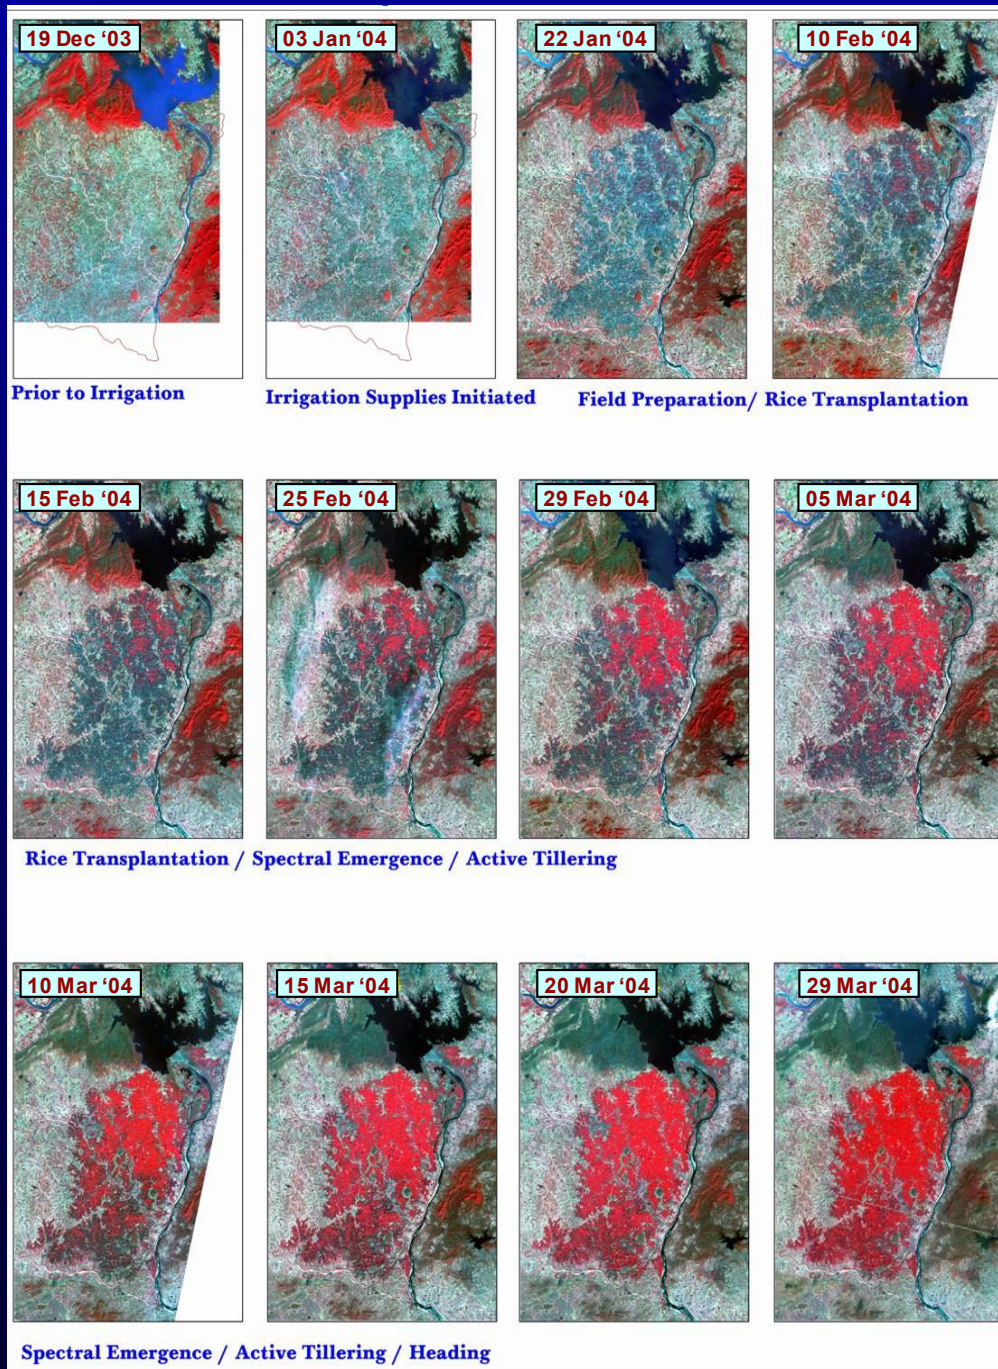 19 Dec ‘03
03 Jan ‘04
22 Jan ‘04
10 Feb ‘04
Prior to Irrigation
Irrigation Supplies Initiated
Field Preparation/ Rice Transplantation
15 Feb ‘04
25 Feb ‘04
29 Feb ‘04
05 Mar ‘04
Rice Transplantation / Spectral Emergence / Active Tillering
10 Mar ‘04
15 Mar ‘04
20 Mar ‘04
29 Mar ‘04
Spectral Emergence / Active Tillering / Heading